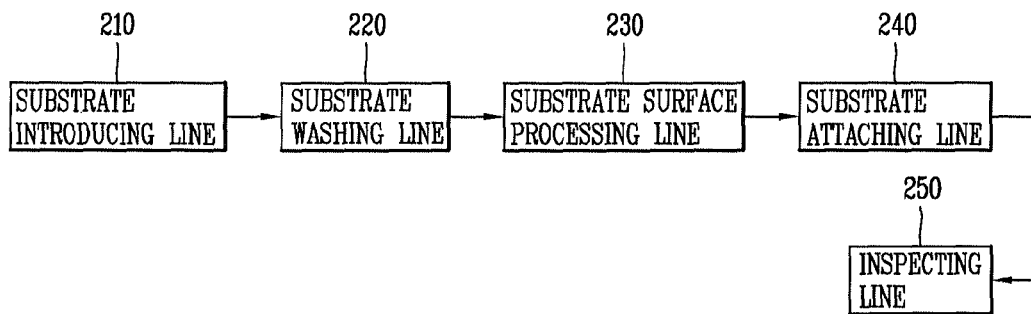 210
220
230
240
SUBSTRATE
INTRODUCING LINE
SUBSTRATE
WASHING LINE
SUBSTRATE SURFACE
PROCESSING LINE
SUBSTRATE
ATTACHING LINE
250
INSPECTING
LINE